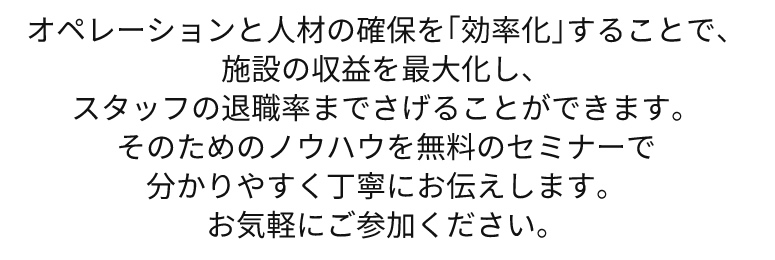 オペレーションと人材の確保を｢効率化｣することで、
施設の収益を最大化し、
スタッフの退職率までさげることができます。
そのためのノウハウを無料のセミナーで
分かりやすく丁寧にお伝えします。
お気軽にご参加ください。